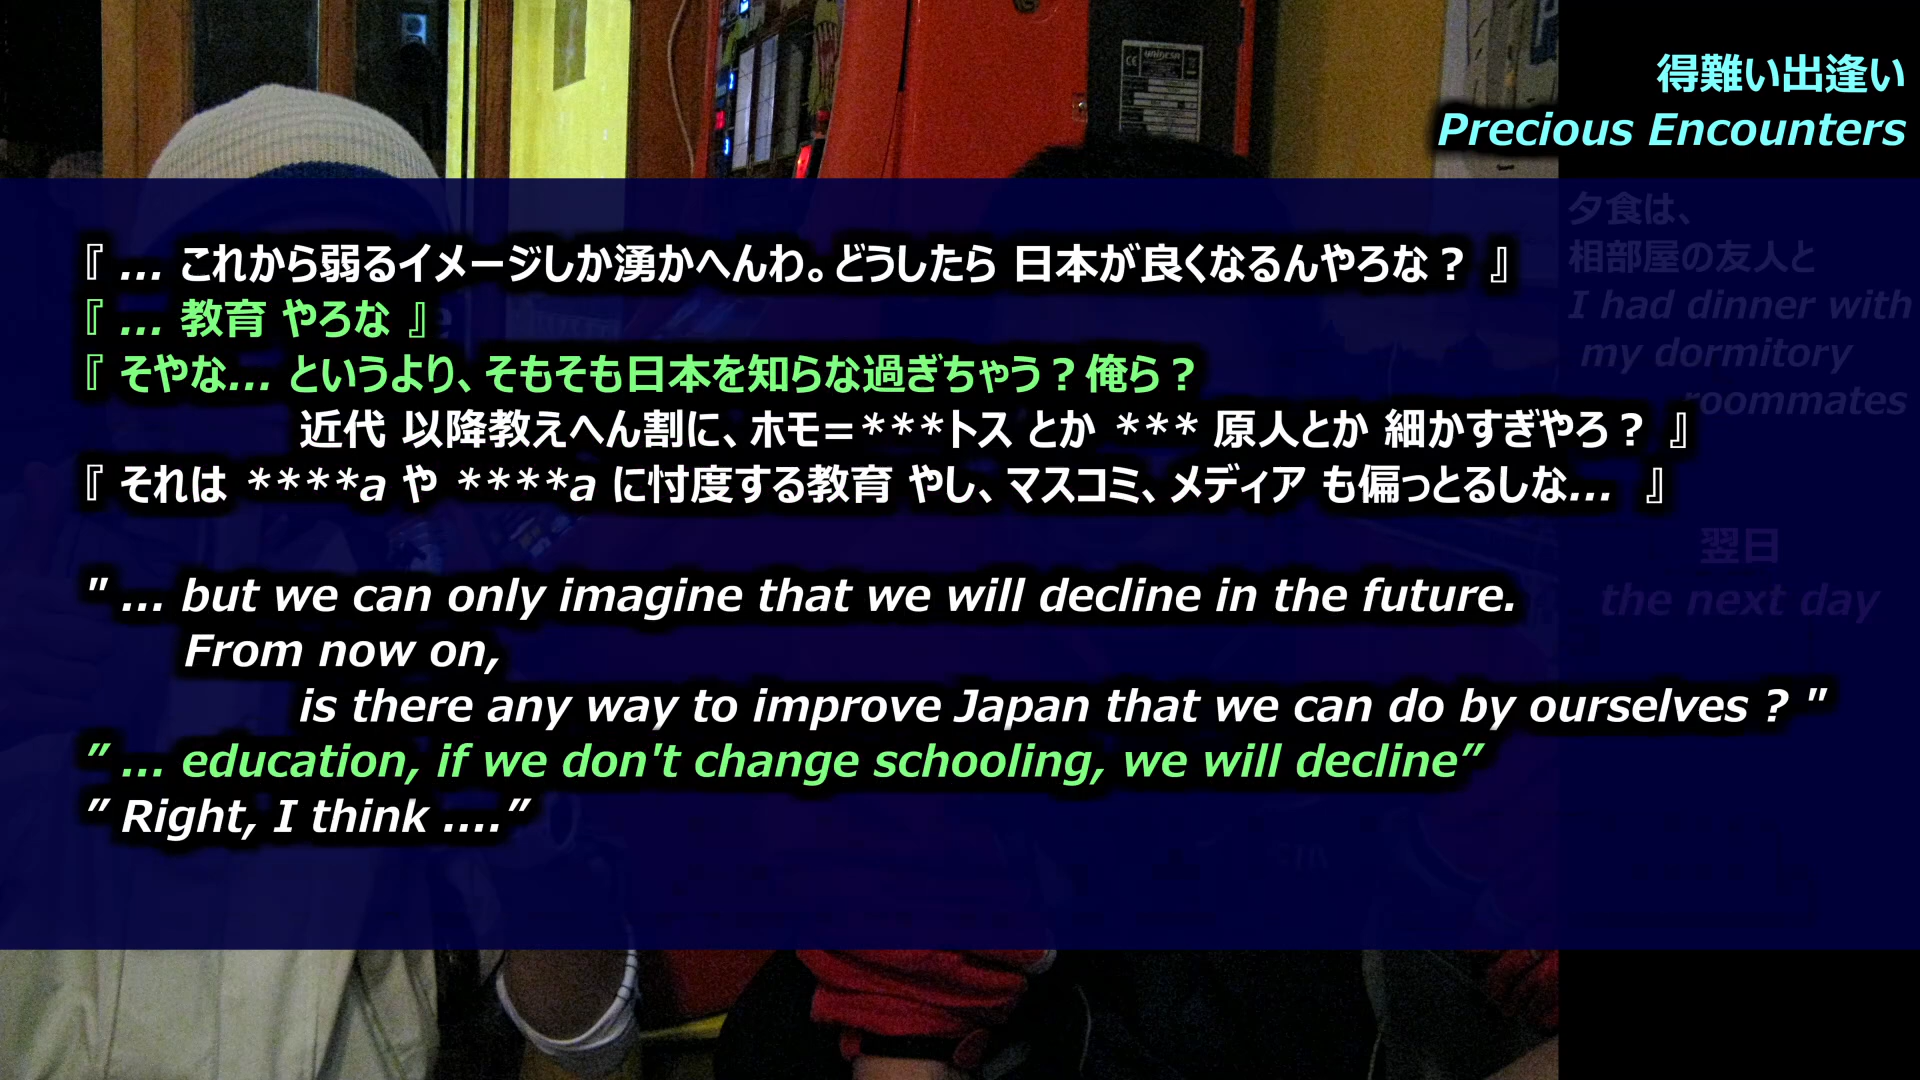 得難い出逢い
Precious Encounters
夕食は、
相部屋の友人と
I had dinner with
my dormitory
roommates
『 ... これから弱るイメージしか湧かへんわ。どうしたら 日本が良くなるんやろな？ 』
『 ... 教育 やろな 』
『 そやな... というより、そもそも日本を知らな過ぎちゃう？俺ら？
近代 以降教えへん割に、ホモ=***トス とか *** 原人とか 細かすぎやろ？ 』
『 それは ****a や ****a に忖度する教育 やし、マスコミ、メディア も偏っとるしな... 』
翌日
the next day
" ... but we can only imagine that we will decline in the future.
From now on,
is there any way to improve Japan that we can do by ourselves ? "
” ... education, if we don't change schooling, we will decline”
” Right, I think ....”